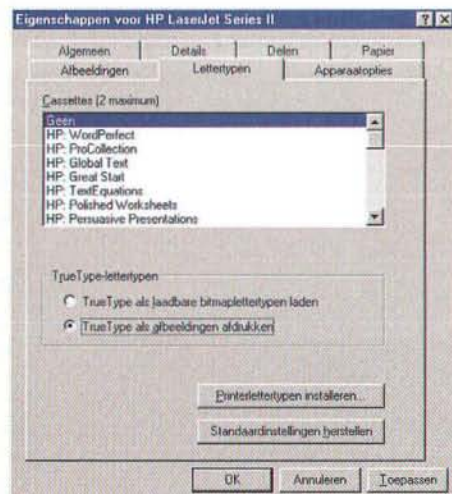 Eigenschappen voor HP LaserJet Series II
Algemeen Details Delen Papier
Afbeeldingen Lettertypen Apparaatopties
Cassettes (2 maximum)
Geen
HP: WordPerfect
HP: ProCollection
HP: Global Text
HP: Great Start
HP: TextEquations
HP: Polished Worksheets
HP: Persuasive Presentations
TrueType-lettertypen
TrueType als laadbare bitmaplettertypen laden
TrueType als afbeeldingen afdrukken
Printerlettertypen installeren...
Standaardinstellingen herstellen
OK Annuleren Toepassen